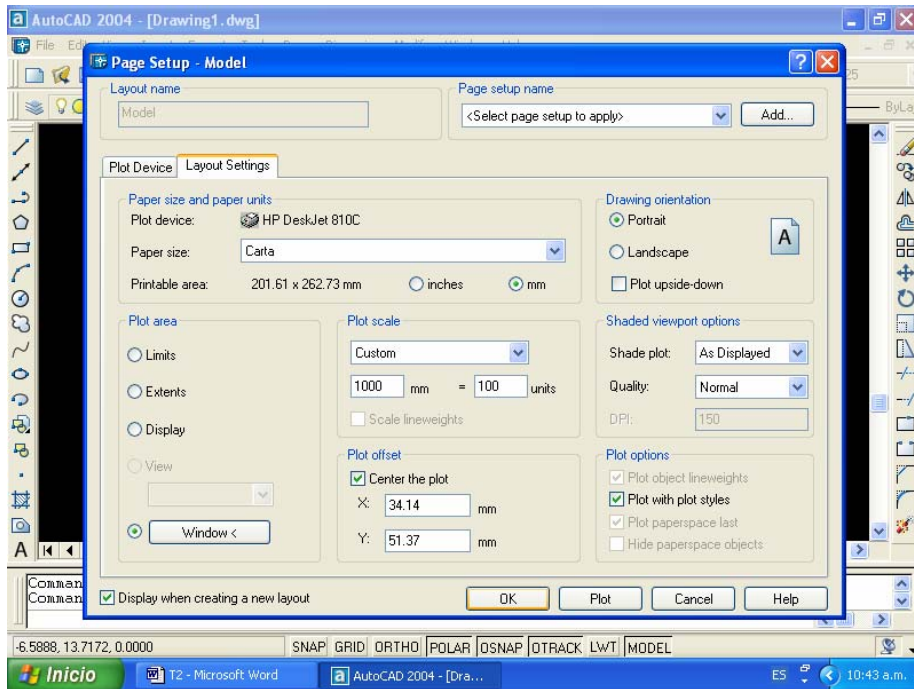 AutoCAD 2004 - [Drawing1.dwg]
File
Page Setup - Model
Layout name
Model
Page setup name
<Select page setup to apply>
Add...
Plot Device
Layout Settings
Paper size and paper units
Plot device: HP DeskJet 810C
Paper size: Carta
Printable area: 201.61 x 262.73 mm inches mm
Drawing orientation
Portrait
Landscape
Plot upside-down
A
Plot area
Limits
Extents
Display
View
Window <
Plot scale
Custom
1000 mm = 100 units
Scale lineweights
Plot offset
Center the plot
X: 34.14 mm
Y: 51.37 mm
Shaded viewport options
Shade plot: As Displayed
Quality: Normal
DPI: 150
Plot options
Plot object lineweights
Plot with plot styles
Plot paperspace last
Hide paperspace objects
Display when creating a new layout
OK
Plot
Cancel
Help
A
-6.5888, 13.7172, 0.0000
SNAP GRID ORTHO POLAR OSNAP OTRACK LWT MODEL
Inicio
T2 - Microsoft Word
AutoCAD 2004 - [Dra...
ES
10:43 a.m.